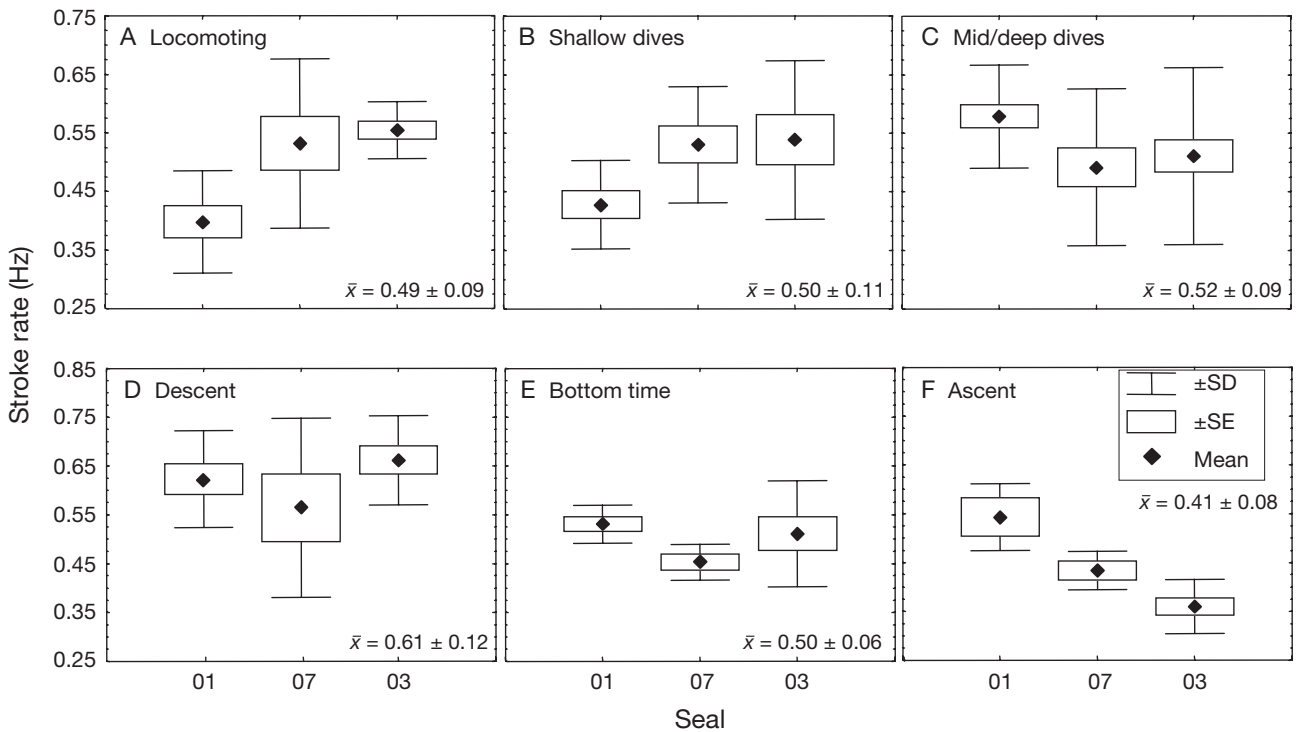 0.75
0.65
0.55
0.45
0.35
0.25
A Locomoting
x̄ = 0.49 ± 0.09
B Shallow dives
x̄ = 0.50 ± 0.11
C Mid/deep dives
x̄ = 0.52 ± 0.09
Stroke rate (Hz)
0.85
0.75
0.65
0.55
0.45
0.35
0.25
D Descent
x̄ = 0.61 ± 0.12
E Bottom time
x̄ = 0.50 ± 0.06
F Ascent
±SD
±SE
Mean
x̄ = 0.41 ± 0.08
01 07 03 01 07 03 01 07 03
Seal